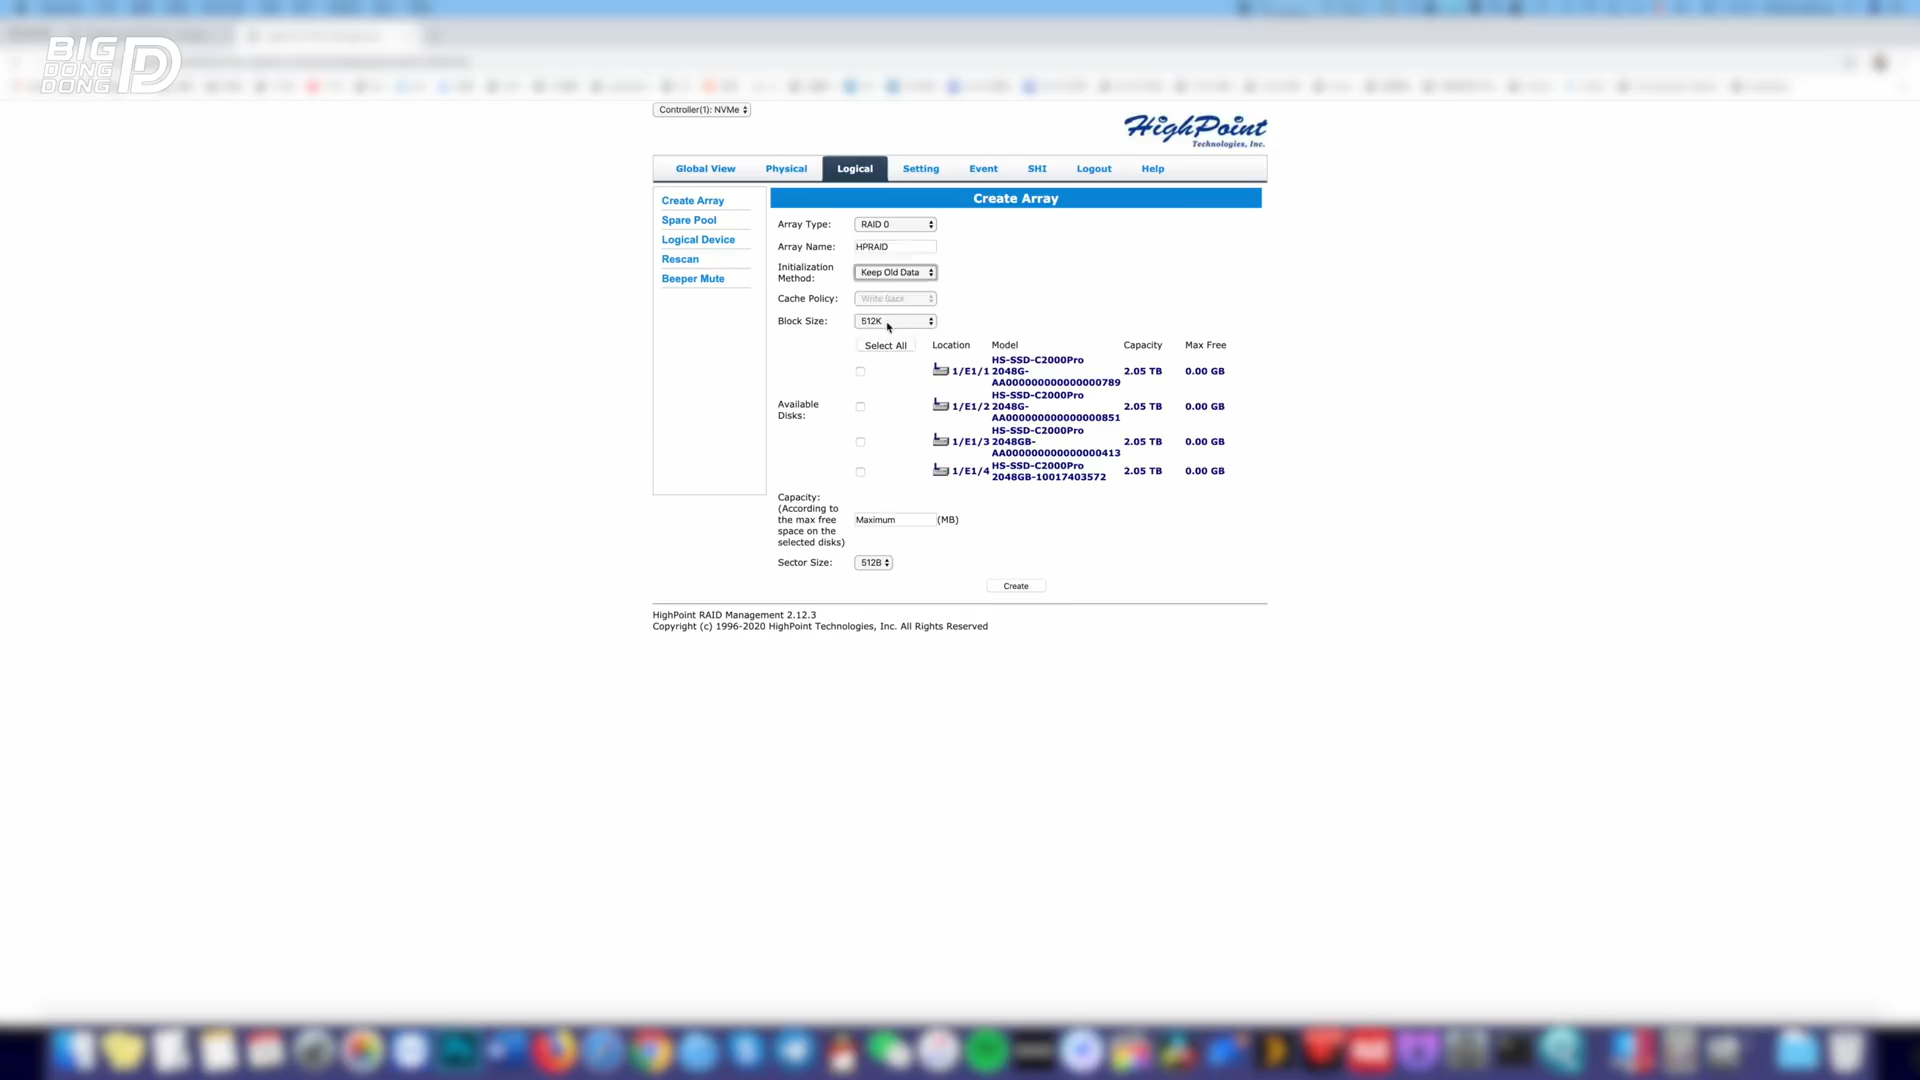 BIG
DONG
DONG
Controller(1): NVMe
HighPoint
Technologies, Inc.
Global View Physical Logical Setting Event SHI Logout Help
Create Array
Spare Pool
Logical Device
Rescan
Beeper Mute
Create Array
Array Type: RAID 0
Array Name: HPRAID
Initialization
Method: Keep Old Data
Cache Policy: Write Back
Block Size: 512K
Select All Location Model Capacity Max Free
Available
Disks:
HS-SSD-C2000Pro
1/E1/1 2048G- 2.05 TB 0.00 GB
AA000000000000000789
HS-SSD-C2000Pro
1/E1/2 2048G- 2.05 TB 0.00 GB
AA000000000000000851
HS-SSD-C2000Pro
1/E1/3 2048GB- 2.05 TB 0.00 GB
AA000000000000000413
1/E1/4 HS-SSD-C2000Pro 2.05 TB 0.00 GB
2048GB-10017403572
Capacity:
(According to
the max free
space on the
selected disks)
Maximum (MB)
Sector Size: 512B
Create
HighPoint RAID Management 2.12.3
Copyright (c) 1996-2020 HighPoint Technologies, Inc. All Rights Reserved